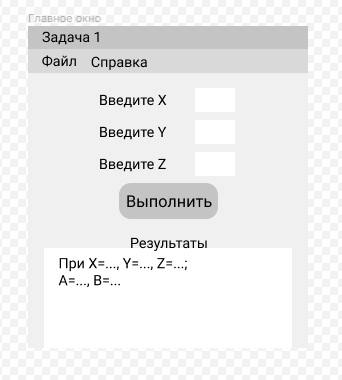 Главное окно
Задача 1
Файл Справка
Введите X
Введите Y
Введите Z
Выполнить
Результаты
При X=..., Y=..., Z=...;
A=..., B=...